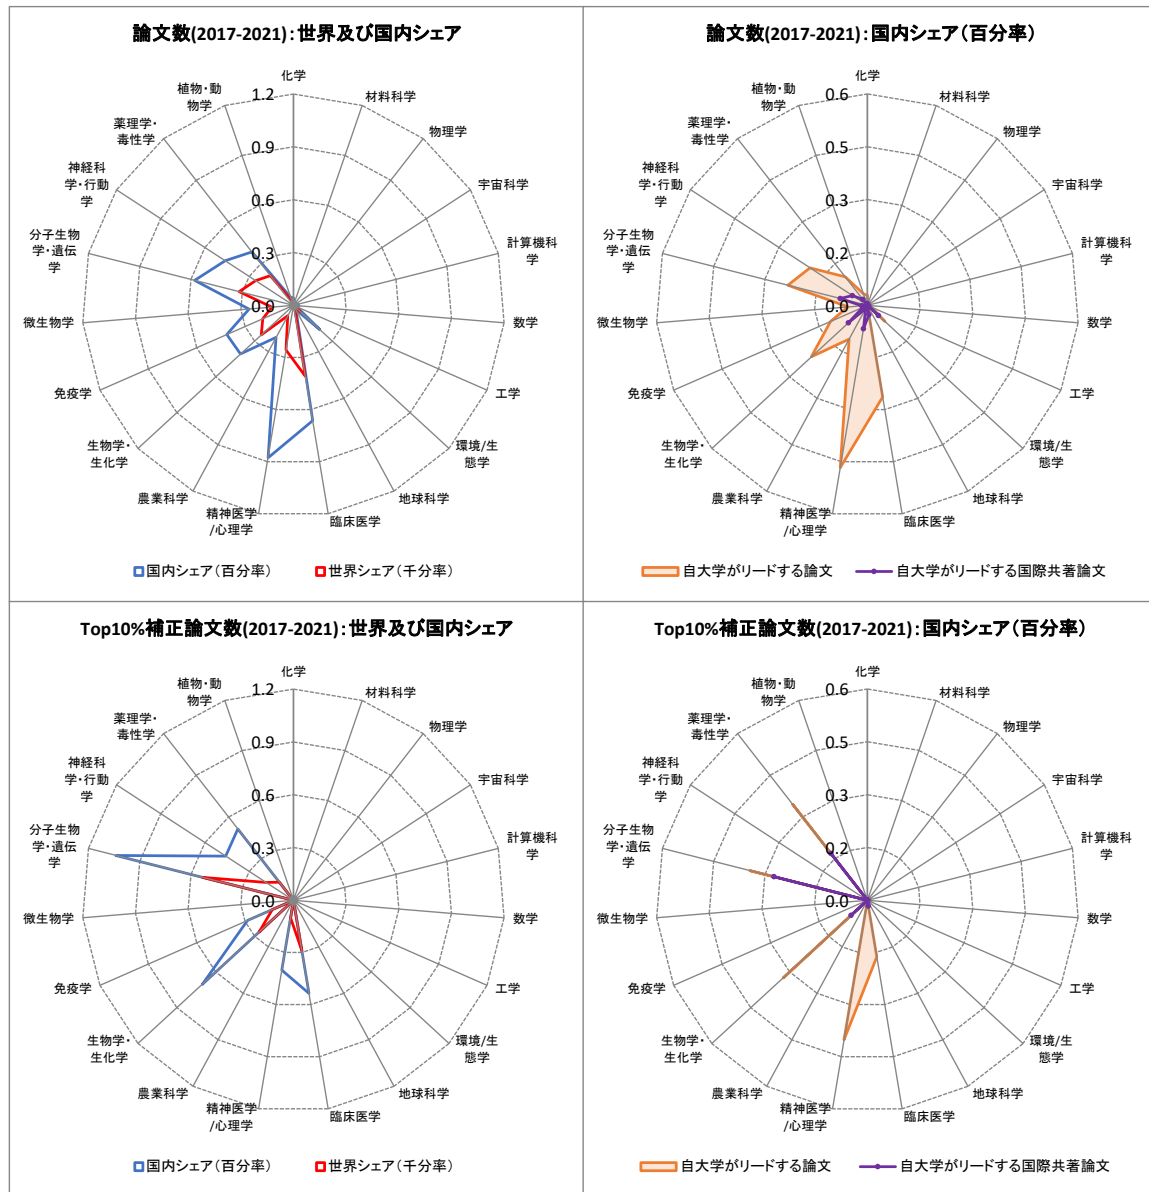 論文数(2017-2021)：世界及び国内シェア
化学
材料科学
物理学
宇宙科学
計算機科
学
数学
工学
環境/生
態学
地球科学
臨床医学
精神医学
/心理学
農業科学
生物学・
生化学
免疫学
微生物学
分子生物
学・遺伝
学
神経科
学・行動
学
薬理学・
毒性学
植物・動
物学
1.2
0.9
0.6
0.3
0.0
国内シェア（百分率）
世界シェア（千分率）
論文数(2017-2021)：国内シェア（百分率）
化学
材料科学
物理学
宇宙科学
計算機科
学
数学
工学
環境/生
態学
地球科学
臨床医学
精神医学
/心理学
農業科学
生物学・
生化学
免疫学
微生物学
分子生物
学・遺伝
学
神経科
学・行動
学
薬理学・
毒性学
植物・動
物学
0.6
0.5
0.3
0.2
0.0
自大学がリードする論文
自大学がリードする国際共著論文
Top10%補正論文数(2017-2021)：世界及び国内シェア
化学
材料科学
物理学
宇宙科学
計算機科
学
数学
工学
環境/生
態学
地球科学
臨床医学
精神医学
/心理学
農業科学
生物学・
生化学
免疫学
微生物学
分子生物
学・遺伝
学
神経科
学・行動
学
薬理学・
毒性学
植物・動
物学
1.2
0.9
0.6
0.3
0.0
国内シェア（百分率）
世界シェア（千分率）
Top10%補正論文数(2017-2021)：国内シェア（百分率）
化学
材料科学
物理学
宇宙科学
計算機科
学
数学
工学
環境/生
態学
地球科学
臨床医学
精神医学
/心理学
農業科学
生物学・
生化学
免疫学
微生物学
分子生物
学・遺伝
学
神経科
学・行動
学
薬理学・
毒性学
植物・動
物学
0.6
0.5
0.3
0.2
0.0
自大学がリードする論文
自大学がリードする国際共著論文